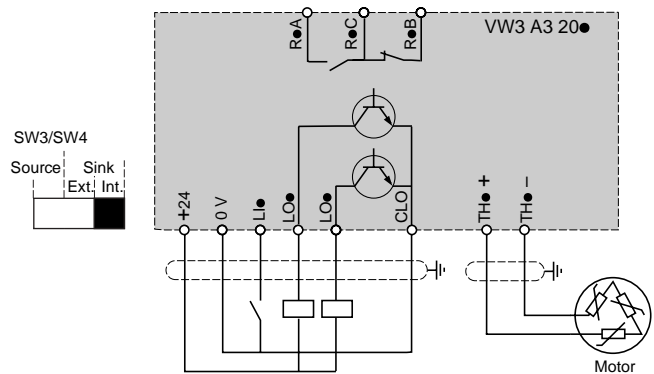 R●A
R●C
R●B
VW3 A3 20●
SW3/SW4
Source Sink
Ext. Int.
+24
0 V
LI●
LO●
LO●
CLO
TH● +
TH● –
Motor